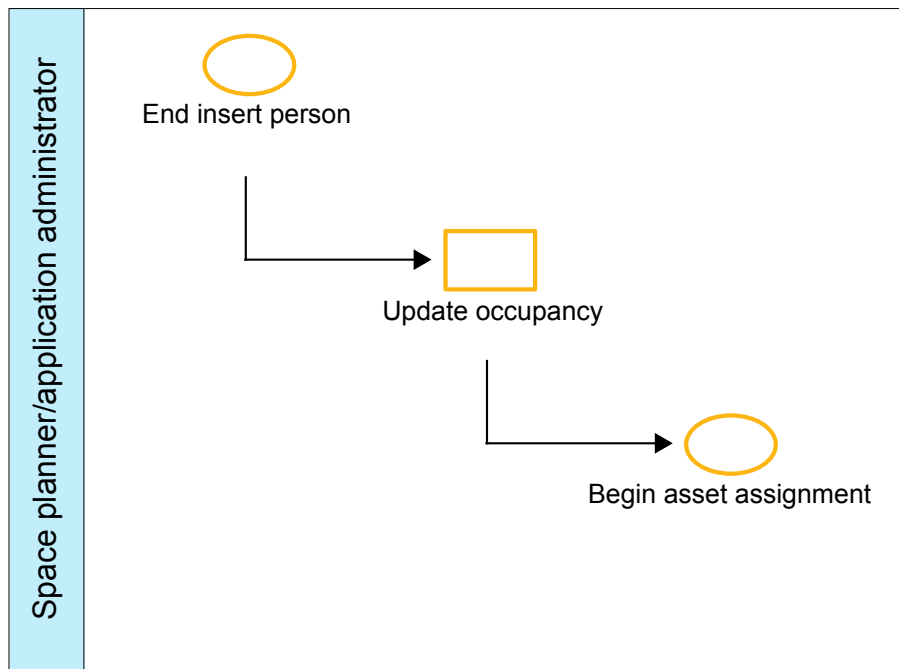 Space planner/application administrator
End insert person
Update occupancy
Begin asset assignment